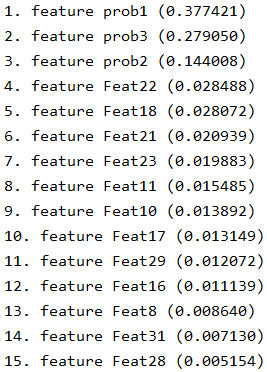 1. feature prob1 (0.377421)
2. feature prob3 (0.279050)
3. feature prob2 (0.144008)
4. feature Feat22 (0.028488)
5. feature Feat18 (0.028072)
6. feature Feat21 (0.020939)
7. feature Feat23 (0.019883)
8. feature Feat11 (0.015485)
9. feature Feat10 (0.013892)
10. feature Feat17 (0.013149)
11. feature Feat29 (0.012072)
12. feature Feat16 (0.011139)
13. feature Feat8 (0.008640)
14. feature Feat31 (0.007130)
15. feature Feat28 (0.005154)